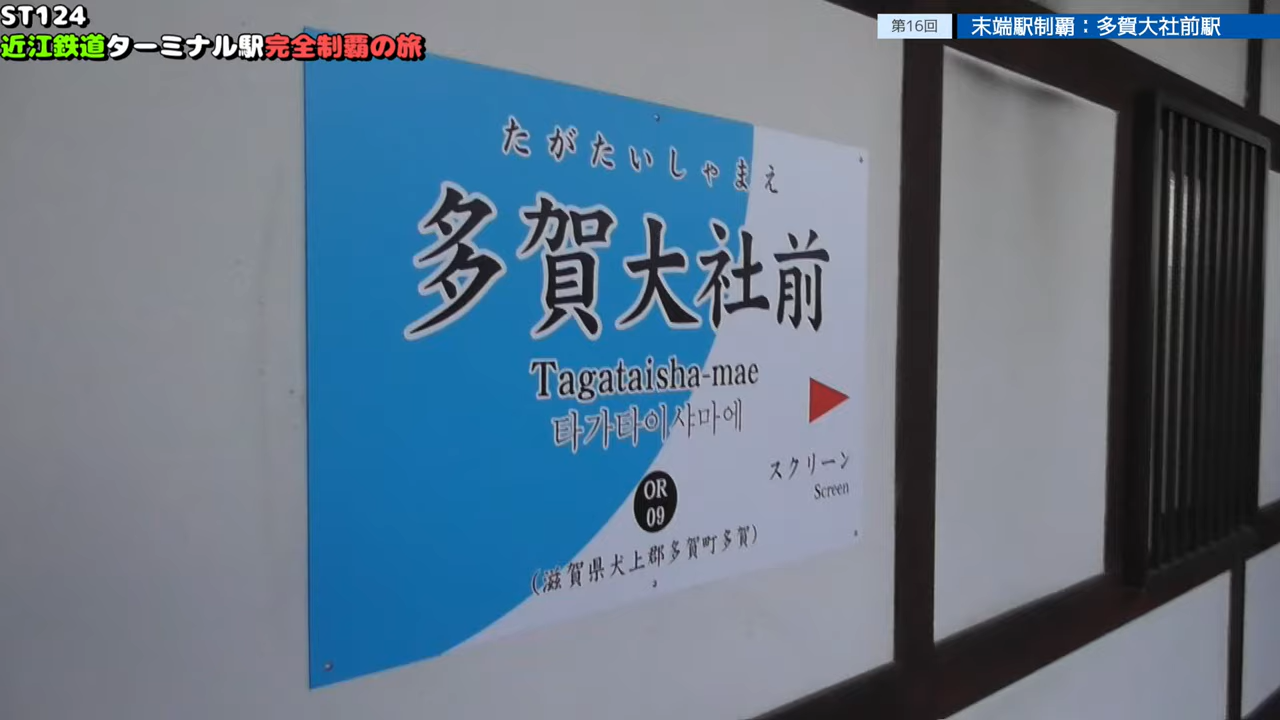 ST124
近江鉄道ターミナル駅完全制覇の旅
第16回
末端駅制覇：多賀大社前駅
たがたいしゃまえ
多賀大社前
Tagataisha-mae
타가타이샤마에
スクリーン
Screen
OR
09
(滋賀県犬上郡多賀町多賀)